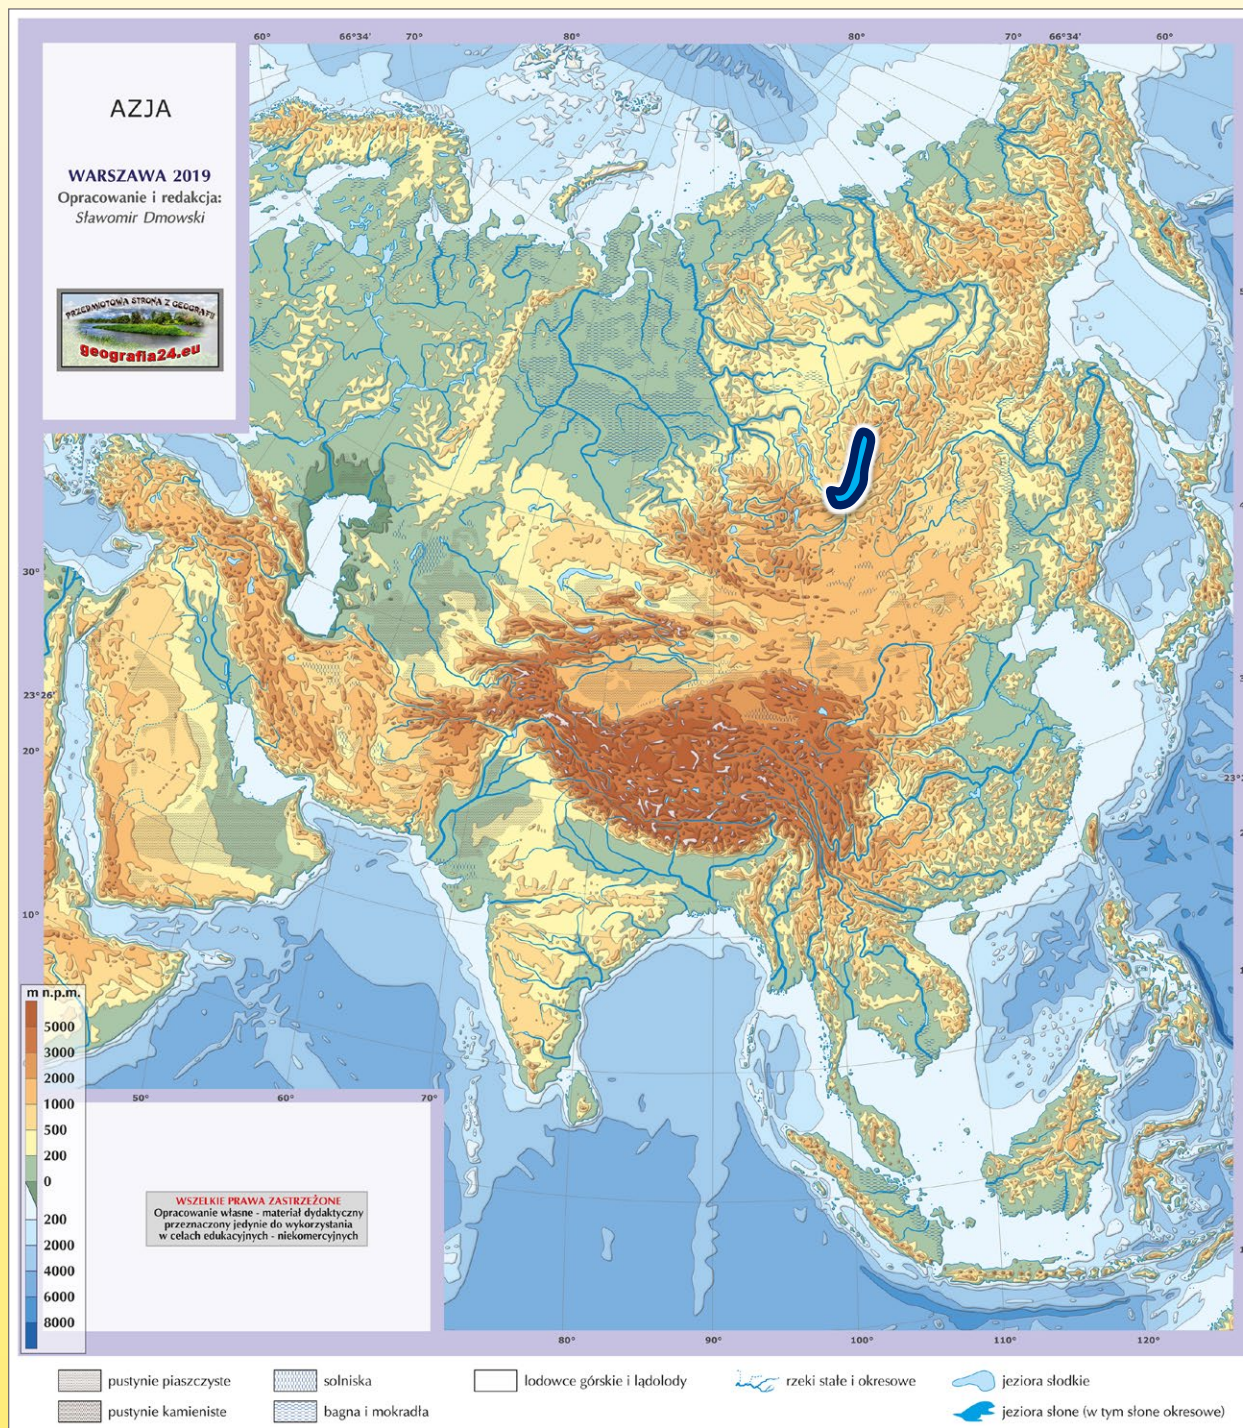 60° 66°34' 70° 80° 80° 70° 66°34' 60°
AZJA
WARSZAWA 2019
Opracowanie i redakcja:
Sławomir Dmowski
PRZEDMIOTOWA STRONA Z GEOGRAFII
geografia24.eu
30°
23°26'
20°
10°
m n.p.m.
5000
3000
2000
1000
500
200
0
200
2000
4000
6000
8000
50° 60° 70°
WSZELKIE PRAWA ZASTRZEŻONE
Opracowanie własne - materiał dydaktyczny
przeznaczony jedynie do wykorzystania
w celach edukacyjnych - niekomercyjnych
80° 90° 100° 110° 120°
pustynie piaszczyste
solniska
lodowce górskie i lądolody
rzeki stałe i okresowe
jeziora słodkie
pustynie kamieniste
bagna i mokradła
jeziora słone (w tym słone okresowe)